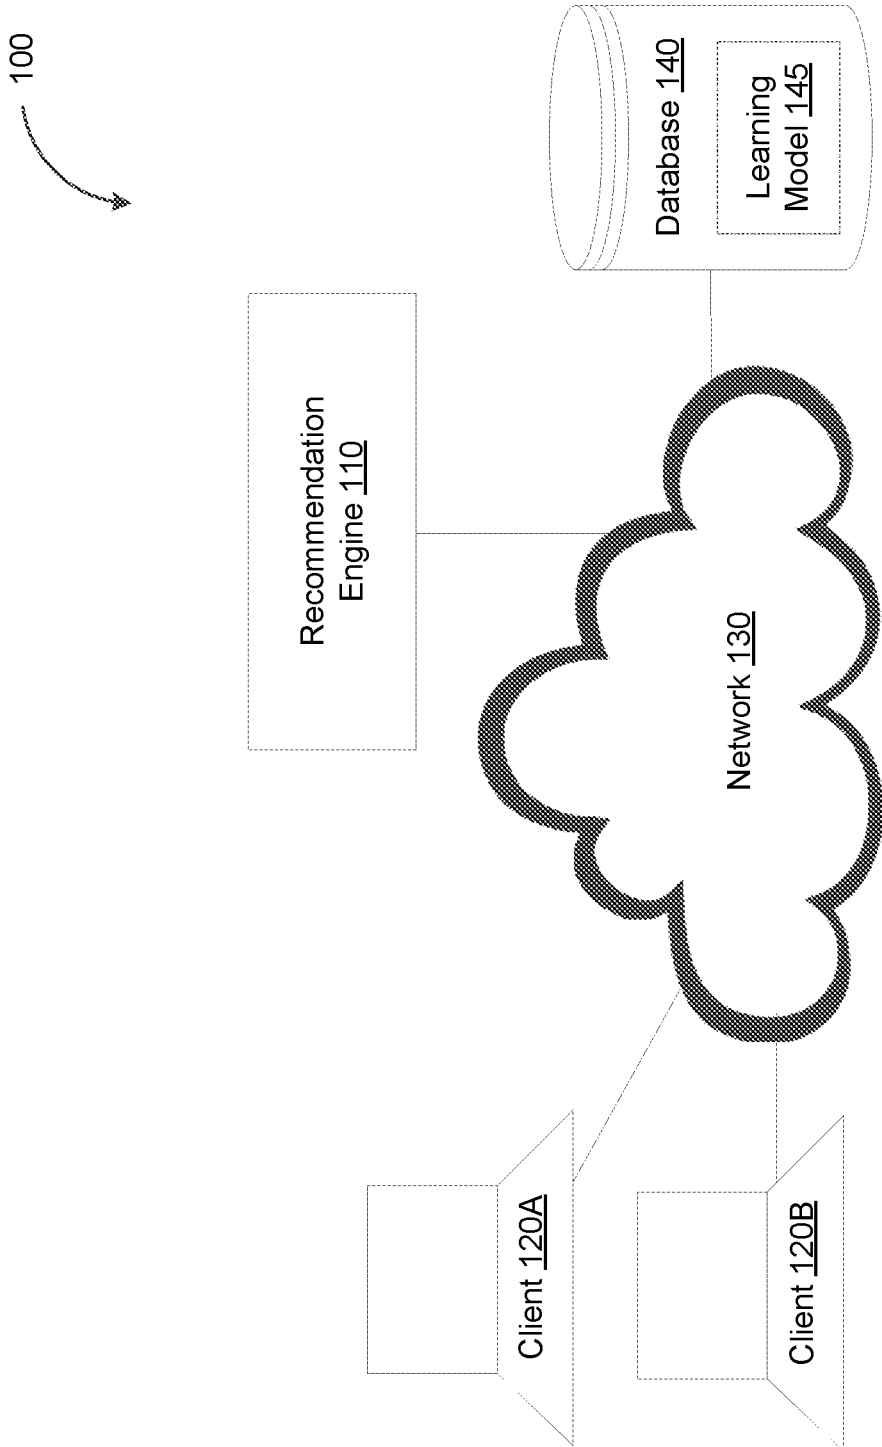 100
Recommendation
Engine 110
Database 140
Learning
Model 145
Network 130
Client 120A
Client 120B